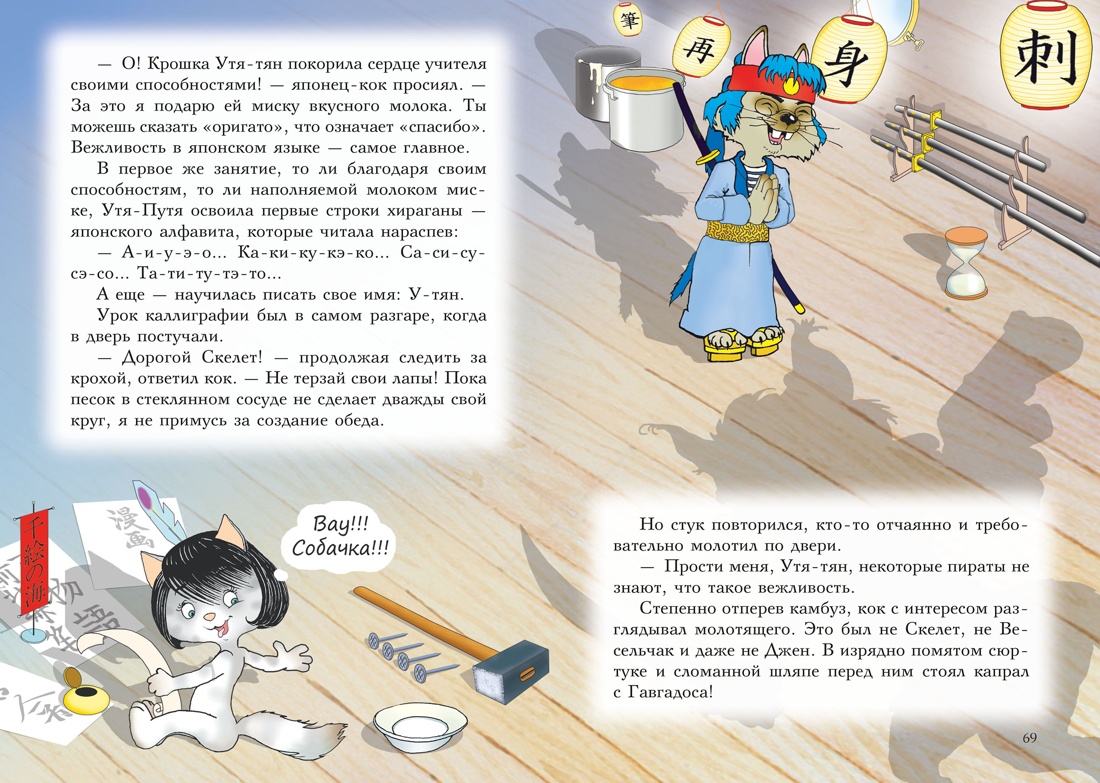 — О! Крошка Утя-тян покорила сердце учителя
своими способностями! — японец-кок просиял. —
За это я подарю ей миску вкусного молока. Ты
можешь сказать «оригато», что означает «спасибо».
Вежливость в японском языке — самое главное.
В первое же занятие, то ли благодаря своим
способностям, то ли наполняемой молоком мис-
ке, Утя-Путя освоила первые строки хираганы —
японского алфавита, которые читала нараспев:
— А-и-у-э-о... Ка-ки-ку-кэ-ко... Са-си-су-
сэ-со... Та-ти-ту-тэ-то...
А еще — научилась писать свое имя: У-тян.
Урок каллиграфии был в самом разгаре, когда
в дверь постучали.
— Дорогой Скелет! — продолжая следить за
крохой, ответил кок. — Не терзай свои лапы! Пока
песок в стеклянном сосуде не сделает дважды свой
круг, я не примусь за создание обеда.
筆
再
身
刺
漫画
千絵の海
物
語
Вау!!!
Собачка!!!
Но стук повторился, кто-то отчаянно и требо-
вательно молотил по двери.
— Прости меня, Утя-тян, некоторые пираты не
знают, что такое вежливость.
Степенно отперев камбуз, кок с интересом раз-
глядывал молотящего. Это был не Скелет, не Ве-
сельчак и даже не Джен. В изрядно помятом сюр-
туке и сломанной шляпе перед ним стоял капрал
с Гавгадоса!
69